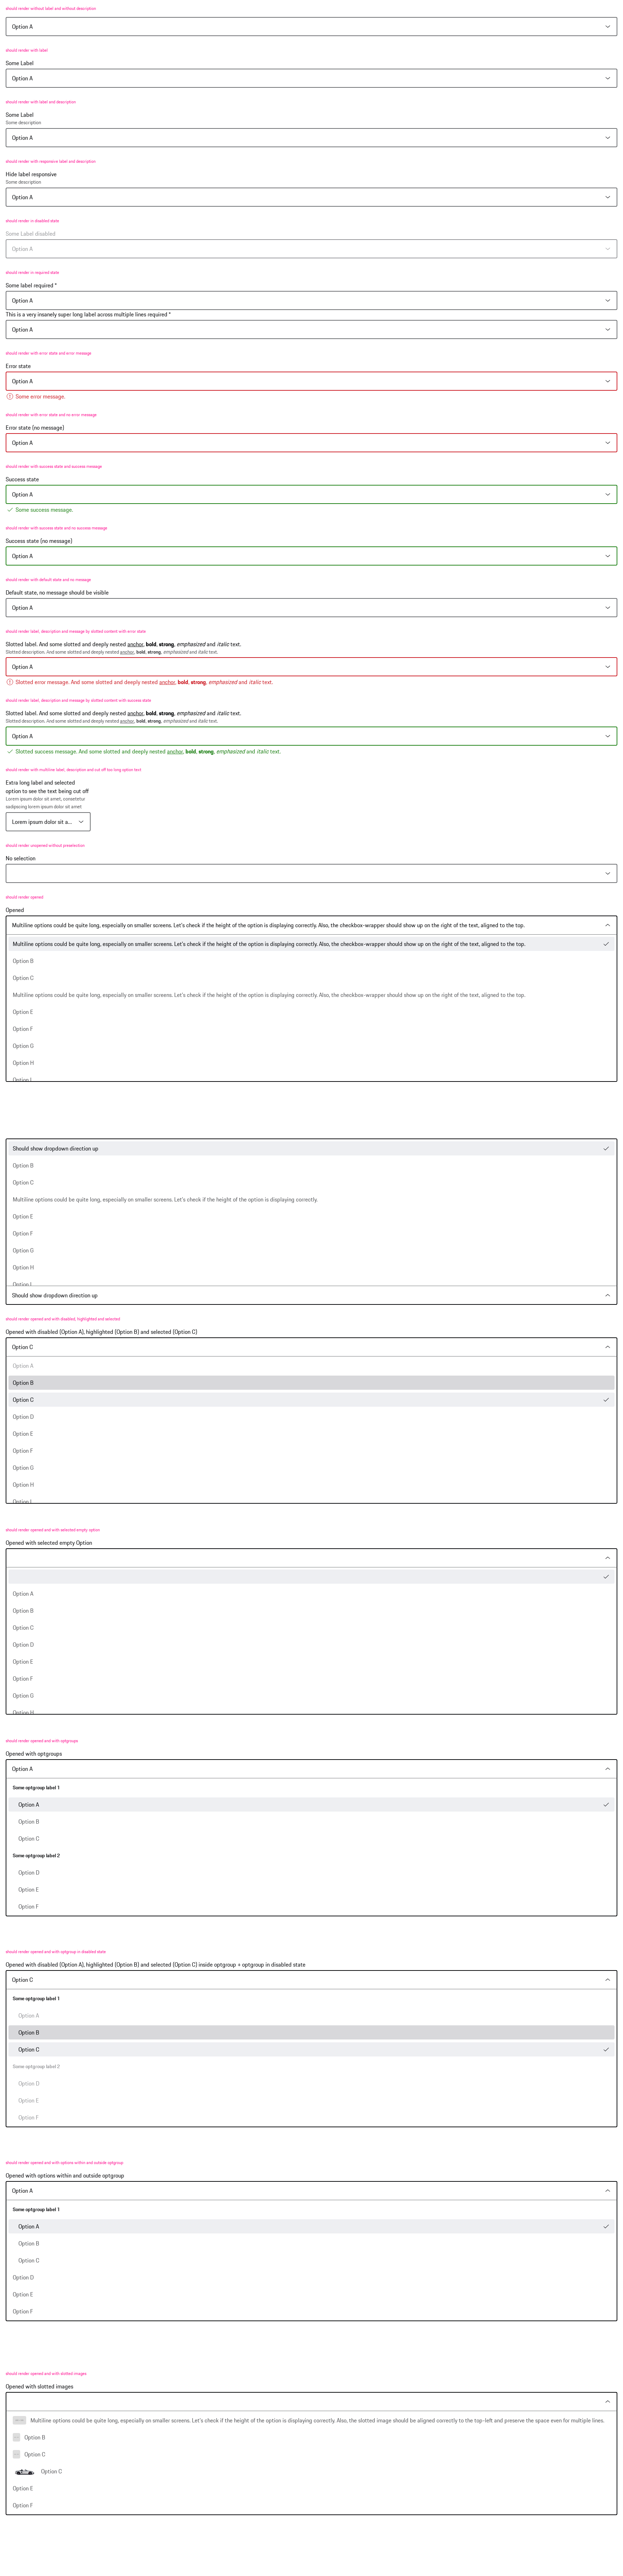 should render without label and without description
Option A
should render with label
Some Label
Option A
should render with label and description
Some Label
Some description
Option A
should render with responsive label and description
Hide label responsive
Some description
Option A
should render in disabled state
Some Label disabled
Option A
should render in required state
Some label required *
Option A
This is a very insanely super long label across multiple lines required *
Option A
should render with error state and error message
Error state
Option A
Some error message.
should render with error state and no error message
Error state (no message)
Option A
should render with success state and success message
Success state
Option A
Some success message.
should render with success state and no success message
Success state (no message)
Option A
should render with default state and no message
Default state, no message should be visible
Option A
should render label, description and message by slotted content with error state
Slotted label. And some slotted and deeply nested anchor, bold, strong, emphasized and italic text.
Slotted description. And some slotted and deeply nested anchor, bold, strong, emphasized and italic text.
Option A
Slotted error message. And some slotted and deeply nested anchor, bold, strong, emphasized and italic text.
should render label, description and message by slotted content with success state
Slotted label. And some slotted and deeply nested anchor, bold, strong, emphasized and italic text.
Slotted description. And some slotted and deeply nested anchor, bold, strong, emphasized and italic text.
Option A
Slotted success message. And some slotted and deeply nested anchor, bold, strong, emphasized and italic text.
should render with multiline label, description and cut off too long option text
Extra long label and selected
option to see the text being cut off
Lorem ipsum dolor sit amet, consetetur
sadipscing lorem ipsum dolor sit amet
Lorem ipsum dolor sit a...
should render unopened without preselection
No selection
should render opened
Opened
Multiline options could be quite long, especially on smaller screens. Let's check if the height of the option is displaying correctly. Also, the checkbox-wrapper should show up on the right of the text, aligned to the top.
Multiline options could be quite long, especially on smaller screens. Let's check if the height of the option is displaying correctly. Also, the checkbox-wrapper should show up on the right of the text, aligned to the top.
Option B
Option C
Multiline options could be quite long, especially on smaller screens. Let's check if the height of the option is displaying correctly. Also, the checkbox-wrapper should show up on the right of the text, aligned to the top.
Option E
Option F
Option G
Option H
Option I
Should show dropdown direction up
Option B
Option C
Multiline options could be quite long, especially on smaller screens. Let's check if the height of the option is displaying correctly.
Option E
Option F
Option G
Option H
Option I
Should show dropdown direction up
should render opened and with disabled, highlighted and selected
Opened with disabled (Option A), highlighted (Option B) and selected (Option C)
Option C
Option A
Option B
Option C
Option D
Option E
Option F
Option G
Option H
Option I
should render opened and with selected empty option
Opened with selected empty Option
Option A
Option B
Option C
Option D
Option E
Option F
Option G
Option H
should render opened and with optgroups
Opened with optgroups
Option A
Some optgroup label 1
Option A
Option B
Option C
Some optgroup label 2
Option D
Option E
Option F
should render opened and with optgroup in disabled state
Opened with disabled (Option A), highlighted (Option B) and selected (Option C) inside optgroup + optgroup in disabled state
Option C
Some optgroup label 1
Option A
Option B
Option C
Some optgroup label 2
Option D
Option E
Option F
should render opened and with options within and outside optgroup
Opened with options within and outside optgroup
Option A
Some optgroup label 1
Option A
Option B
Option C
Option D
Option E
Option F
should render opened and with slotted images
Opened with slotted images
Multiline options could be quite long, especially on smaller screens. Let's check if the height of the option is displaying correctly. Also, the slotted image should be aligned correctly to the top-left and preserve the space even for multiple lines.
Option B
Option C
Option C
Option E
Option F